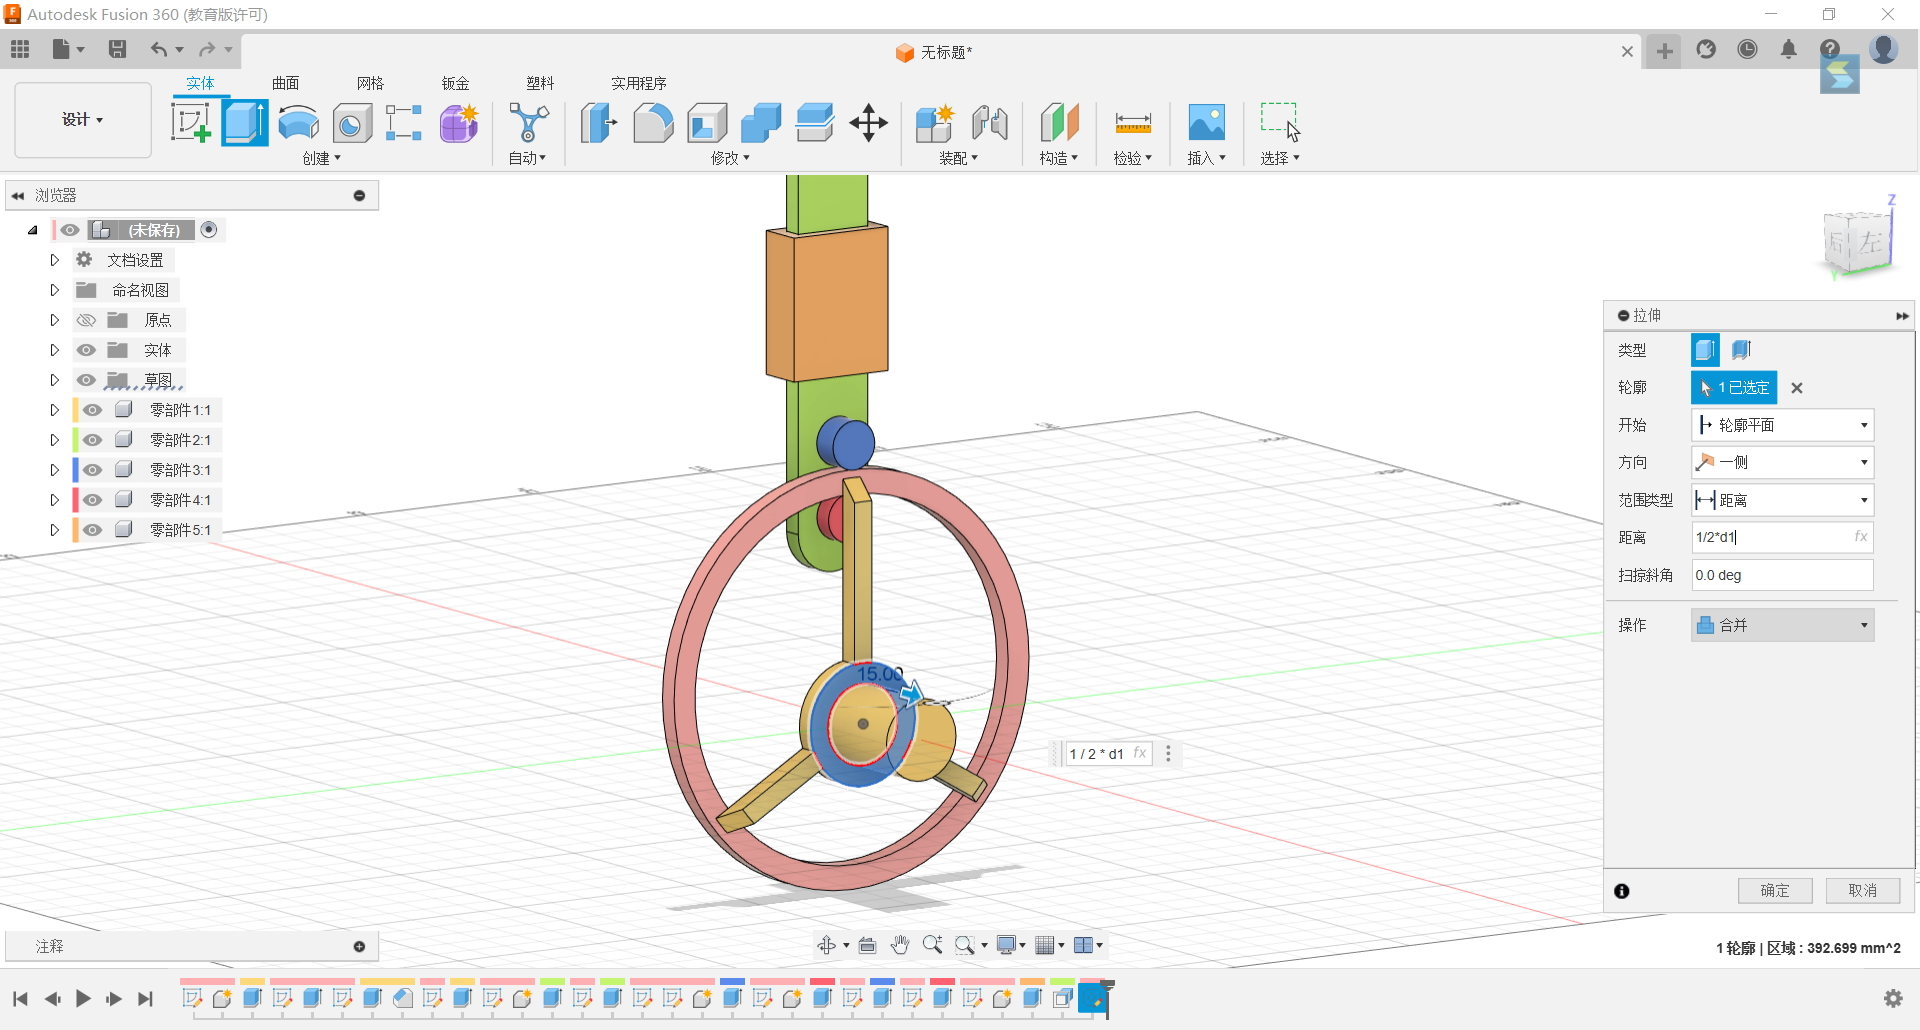 Autodesk Fusion 360 (教育版许可)
无标题*
实体 曲面 网格 钣金 塑料 实用程序
设计
创建 自动 修改 装配 构造 检验 插入 选择
浏览器
(未保存)
文档设置
命名视图
原点
实体
草图
零部件1:1
零部件2:1
零部件3:1
零部件4:1
零部件5:1
Z
左
Y
拉伸
类型
轮廓 1 已选定
开始 轮廓平面
方向 一侧
范围类型 距离
距离 1/2*d1 fx
扫掠斜角 0.0 deg
操作 合并
确定 取消
15.00
1 / 2 * d1 fx
注释
1 轮廓 | 区域 : 392.699 mm^2